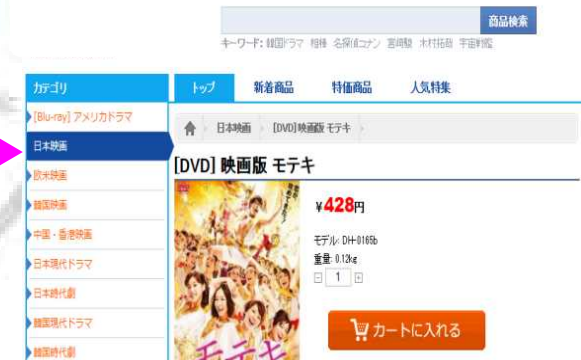 商品検索
キーワード: 韓国ドラマ 相棒 名探偵コナン 宮崎駿 木村拓哉 宇宙戦艦
カテゴリ
トップ 新着商品 特価商品 人気特集
[Blu-ray] アメリカドラマ
日本映画
欧米映画
韓国映画
中国・香港映画
日本現代ドラマ
日本時代劇
韓国現代ドラマ
韓国時代劇
日本映画 [DVD] 映画版 モテキ
[DVD] 映画版 モテキ
¥428円
モデル: DH-0165b
重量: 0.12kg
1
カートに入れる
モテキ